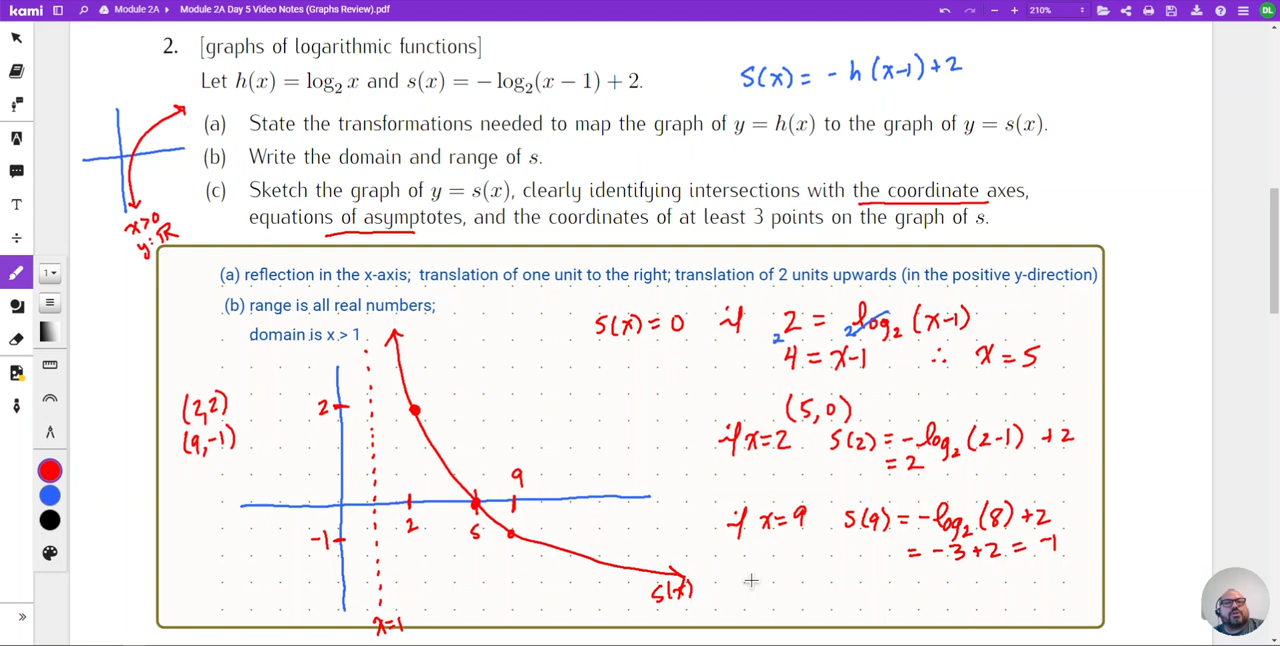 kami Module 2A Module 2A Day 5 Video Notes (Graphs Review).pdf 210% DL
2. [graphs of logarithmic functions]
S(x) = - h (x-1) + 2
Let h(x) = log₂ x and s(x) = − log₂(x − 1) + 2.
(a) State the transformations needed to map the graph of y = h(x) to the graph of y = s(x).
(b) Write the domain and range of s.
(c) Sketch the graph of y = s(x), clearly identifying intersections with the coordinate axes,
equations of asymptotes, and the coordinates of at least 3 points on the graph of s.
x>0
y: ℝ
(a) reflection in the x-axis; translation of one unit to the right; translation of 2 units upwards (in the positive y-direction)
(b) range is all real numbers;
domain is x > 1
S(x) = 0 if 2 = log₂ (x-1)
2 2
4 = x-1 ∴ x = 5
(5, 0)
(2,2)
(9,-1)
2
if x=2 S(2) = -log₂ (2-1) + 2
= 2
9
2
5
-1
if x=9 S(9) = -log₂ (8) + 2
= -3 + 2 = -1
S(x)
x=1
T
1